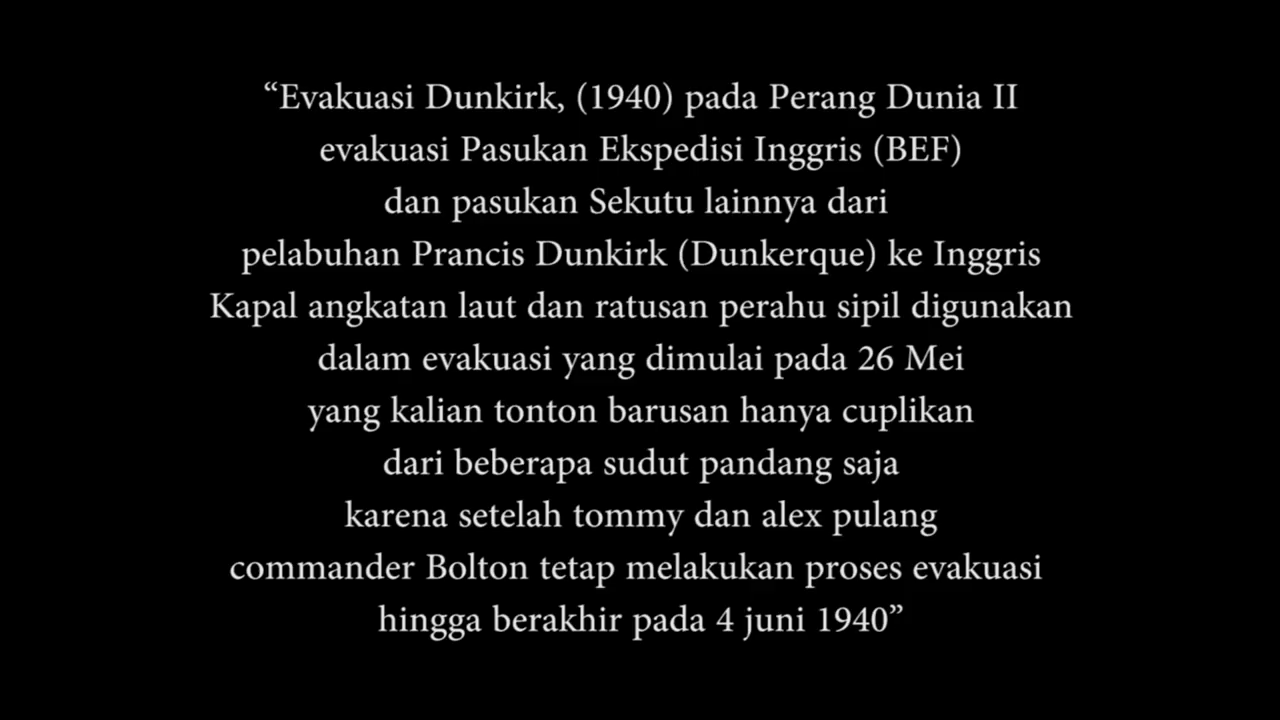 “Evakuasi Dunkirk, (1940) pada Perang Dunia II
evakuasi Pasukan Ekspedisi Inggris (BEF)
dan pasukan Sekutu lainnya dari
pelabuhan Prancis Dunkirk (Dunkerque) ke Inggris
Kapal angkatan laut dan ratusan perahu sipil digunakan
dalam evakuasi yang dimulai pada 26 Mei
yang kalian tonton barusan hanya cuplikan
dari beberapa sudut pandang saja
karena setelah tommy dan alex pulang
commander Bolton tetap melakukan proses evakuasi
hingga berakhir pada 4 juni 1940”